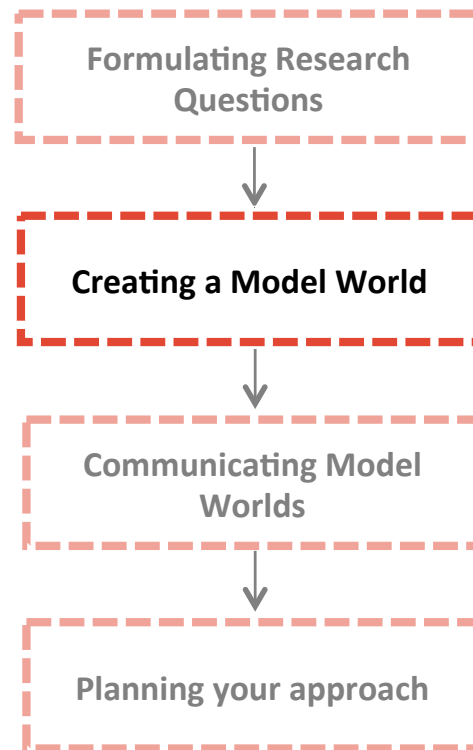 Formulating Research
Questions
Creating a Model World
Communicating Model
Worlds
Planning your approach